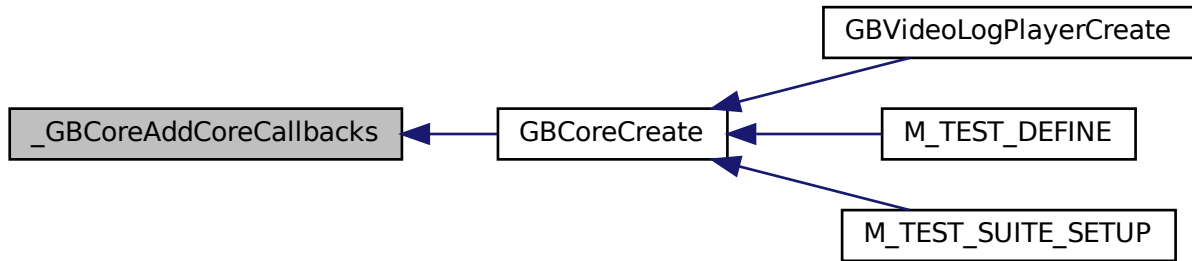 GBVideoLogPlayerCreate
_GBCoreAddCoreCallbacks
GBCoreCreate
M_TEST_DEFINE
M_TEST_SUITE_SETUP